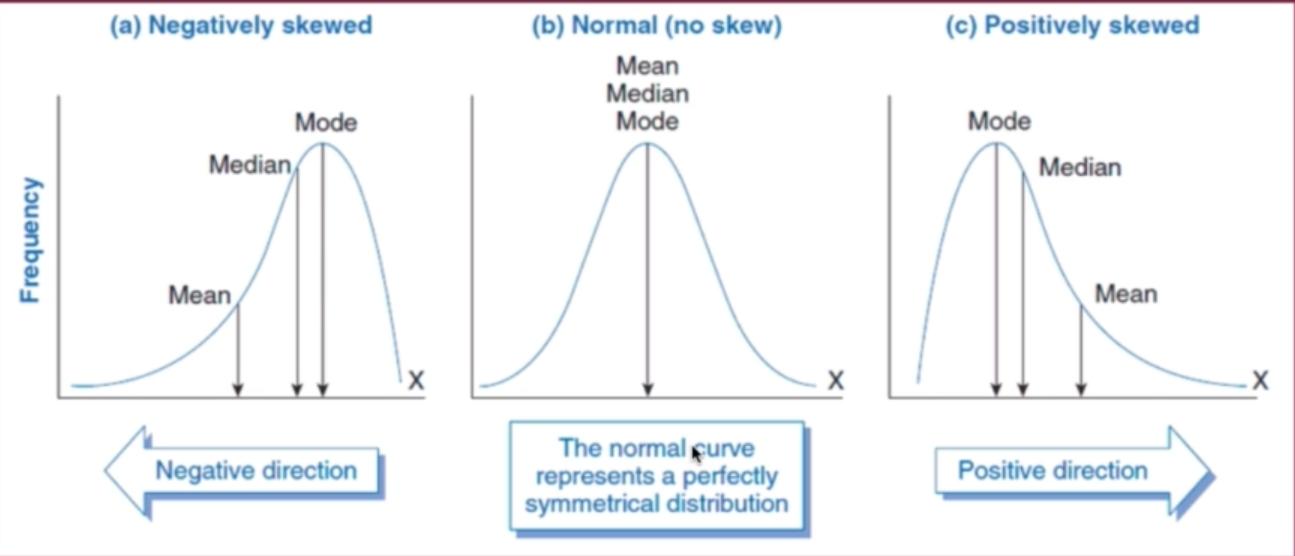 (a) Negatively skewed
(b) Normal (no skew)
(c) Positively skewed
Frequency
Mode
Median
Mean
X
Mean
Median
Mode
X
Mode
Median
Mean
X
Negative direction
The normal curve
represents a perfectly
symmetrical distribution
Positive direction